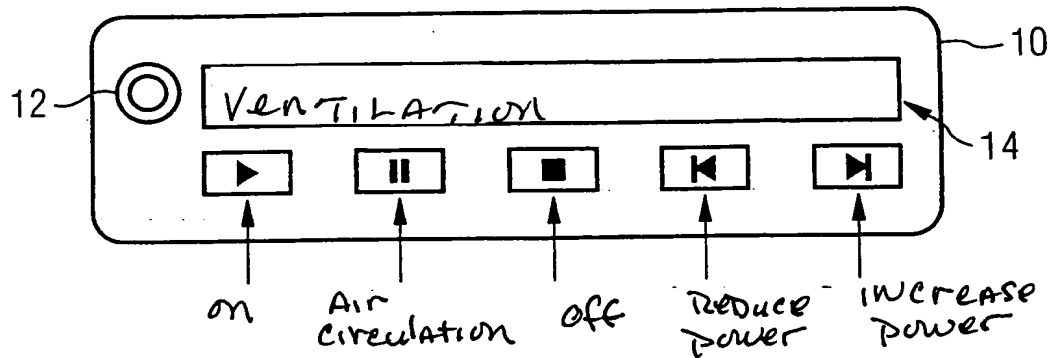 10
12
VenTILATION
14
on
Air
circulation
off
Reduce
power
INCreASe
power